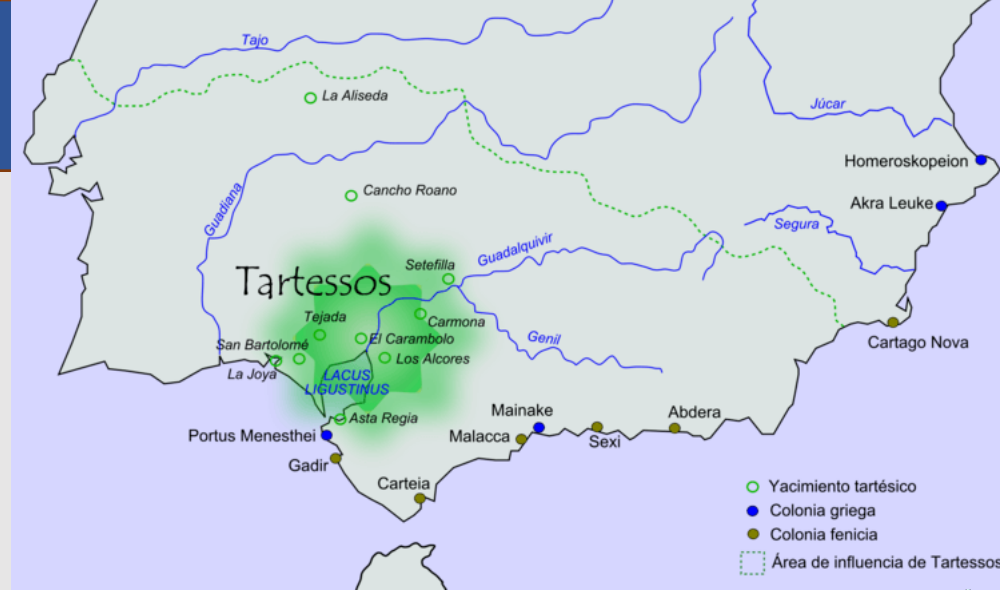 Tajo
La Aliseda
Júcar
Homeroskopeion
Cancho Roano
Akra Leuke
Guadiana
Segura
Guadalquivir
Setefilla
Tartessos
Tejada
Carmona
San Bartolomé
El Carambolo
Genil
Cartago Nova
Los Alcores
La Joya
LACUS
LIGUSTINUS
Asta Regia
Mainake
Abdera
Portus Menesthei
Malacca
Sexi
Gadir
Carteia
Yacimiento tartésico
Colonia griega
Colonia fenicia
Área de influencia de Tartessos